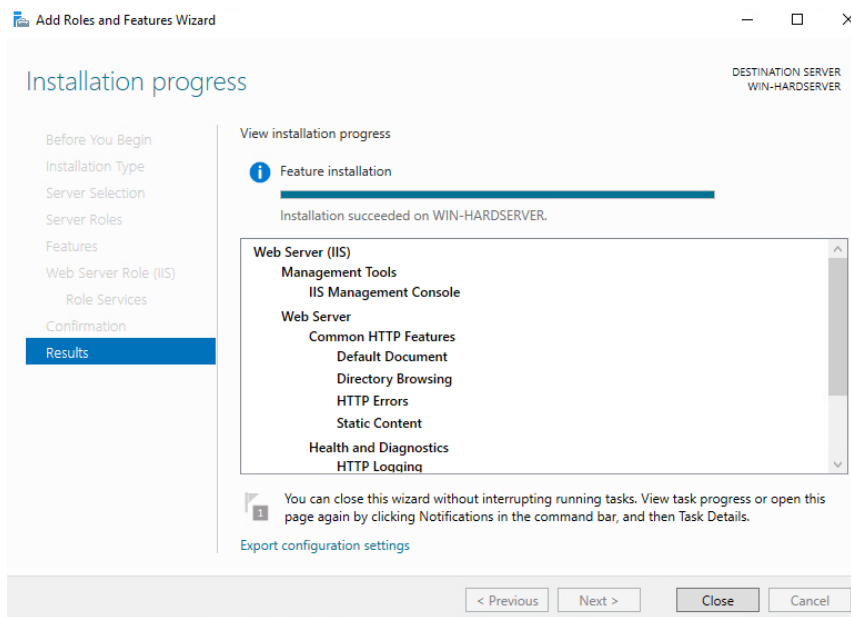 Add Roles and Features Wizard
Installation progress
DESTINATION SERVER
WIN-HARDSERVER
Before You Begin
Installation Type
Server Selection
Server Roles
Features
Web Server Role (IIS)
Role Services
Confirmation
Results
View installation progress
Feature installation
Installation succeeded on WIN-HARDSERVER.
Web Server (IIS)
Management Tools
IIS Management Console
Web Server
Common HTTP Features
Default Document
Directory Browsing
HTTP Errors
Static Content
Health and Diagnostics
HTTP Logging
1
You can close this wizard without interrupting running tasks. View task progress or open this
page again by clicking Notifications in the command bar, and then Task Details.
Export configuration settings
< Previous
Next >
Close
Cancel